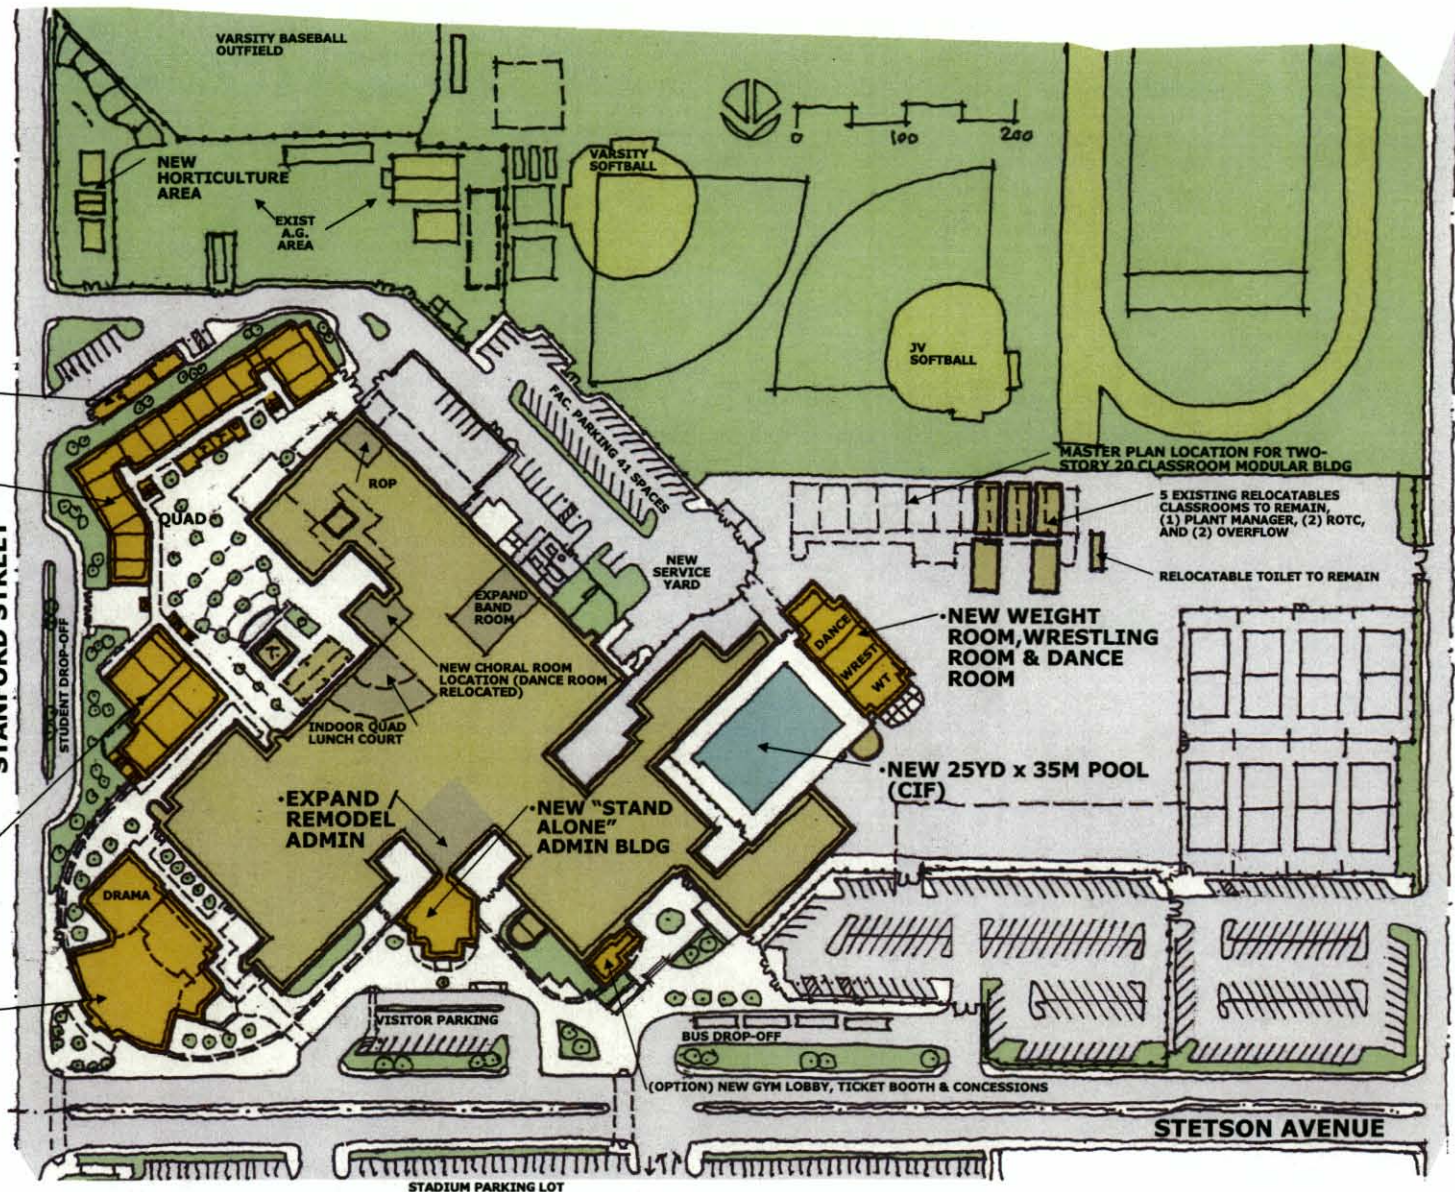 VARSITY BASEBALL
OUTFIELD
NEW
HORTICULTURE
AREA
EXIST
A.G.
AREA
VARSITY
SOFTBALL
0 100 200
JV
SOFTBALL
FAC. PARKING 41 SPACES
MASTER PLAN LOCATION FOR TWO-
STORY 20 CLASSROOM MODULAR BLDG
5 EXISTING RELOCATABLES
CLASSROOMS TO REMAIN,
(1) PLANT MANAGER, (2) ROTC,
AND (2) OVERFLOW
RELOCATABLE TOILET TO REMAIN
ROP
QUAD
NEW
SERVICE
YARD
EXPAND
BAND
ROOM
DANCE
WREST
WT
•NEW WEIGHT
ROOM,WRESTLING
ROOM & DANCE
ROOM
NEW CHORAL ROOM
LOCATION (DANCE ROOM
RELOCATED)
INDOOR QUAD
LUNCH COURT
STANFORD STREET
STUDENT DROP-OFF
•NEW 25YD x 35M POOL
(CIF)
•EXPAND /
REMODEL
ADMIN
•NEW "STAND
ALONE"
ADMIN BLDG
DRAMA
VISITOR PARKING
BUS DROP-OFF
(OPTION) NEW GYM LOBBY, TICKET BOOTH & CONCESSIONS
STETSON AVENUE
STADIUM PARKING LOT